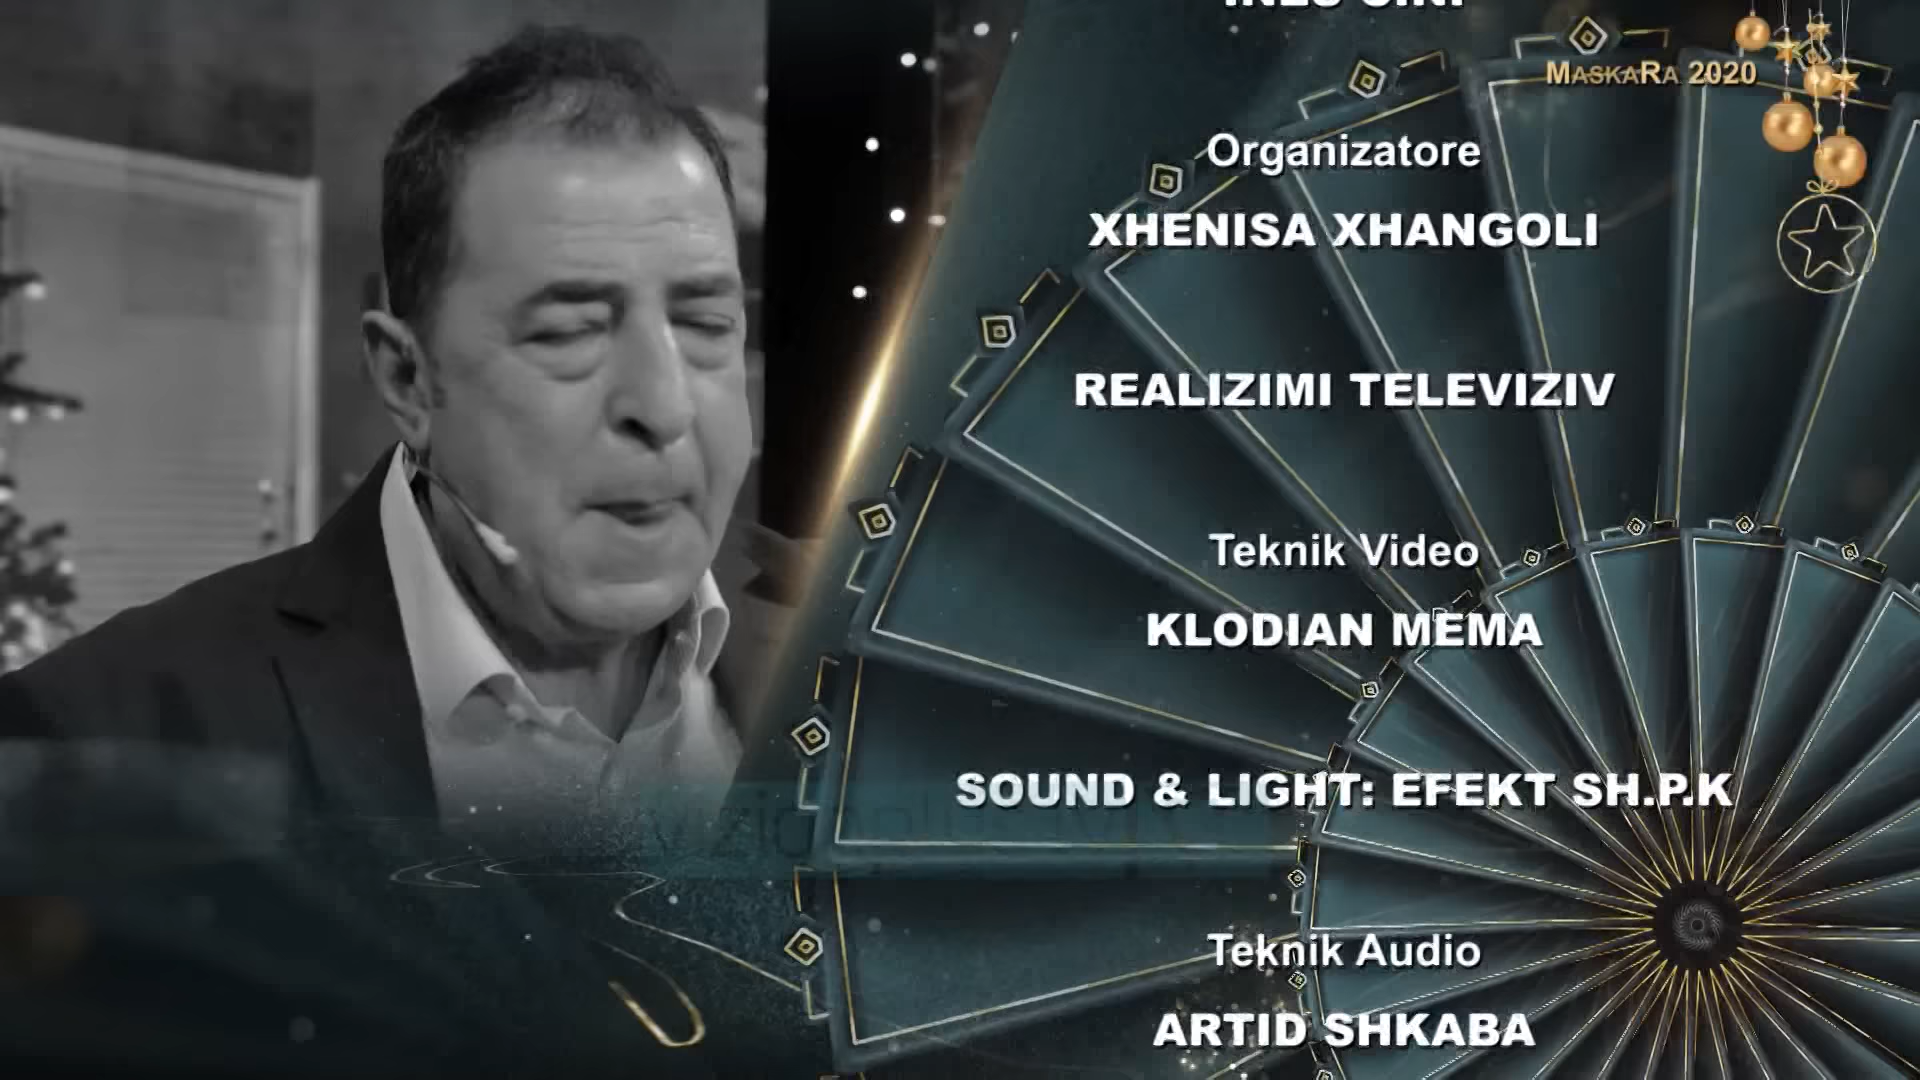 MASKARA 2020
Organizatore
XHENISA XHANGOLI
REALIZIMI TELEVIZIV
Teknik Video
KLODIAN MEMA
SOUND & LIGHT: EFEKT SH.P.K
Teknik Audio
ARTID SHKABA